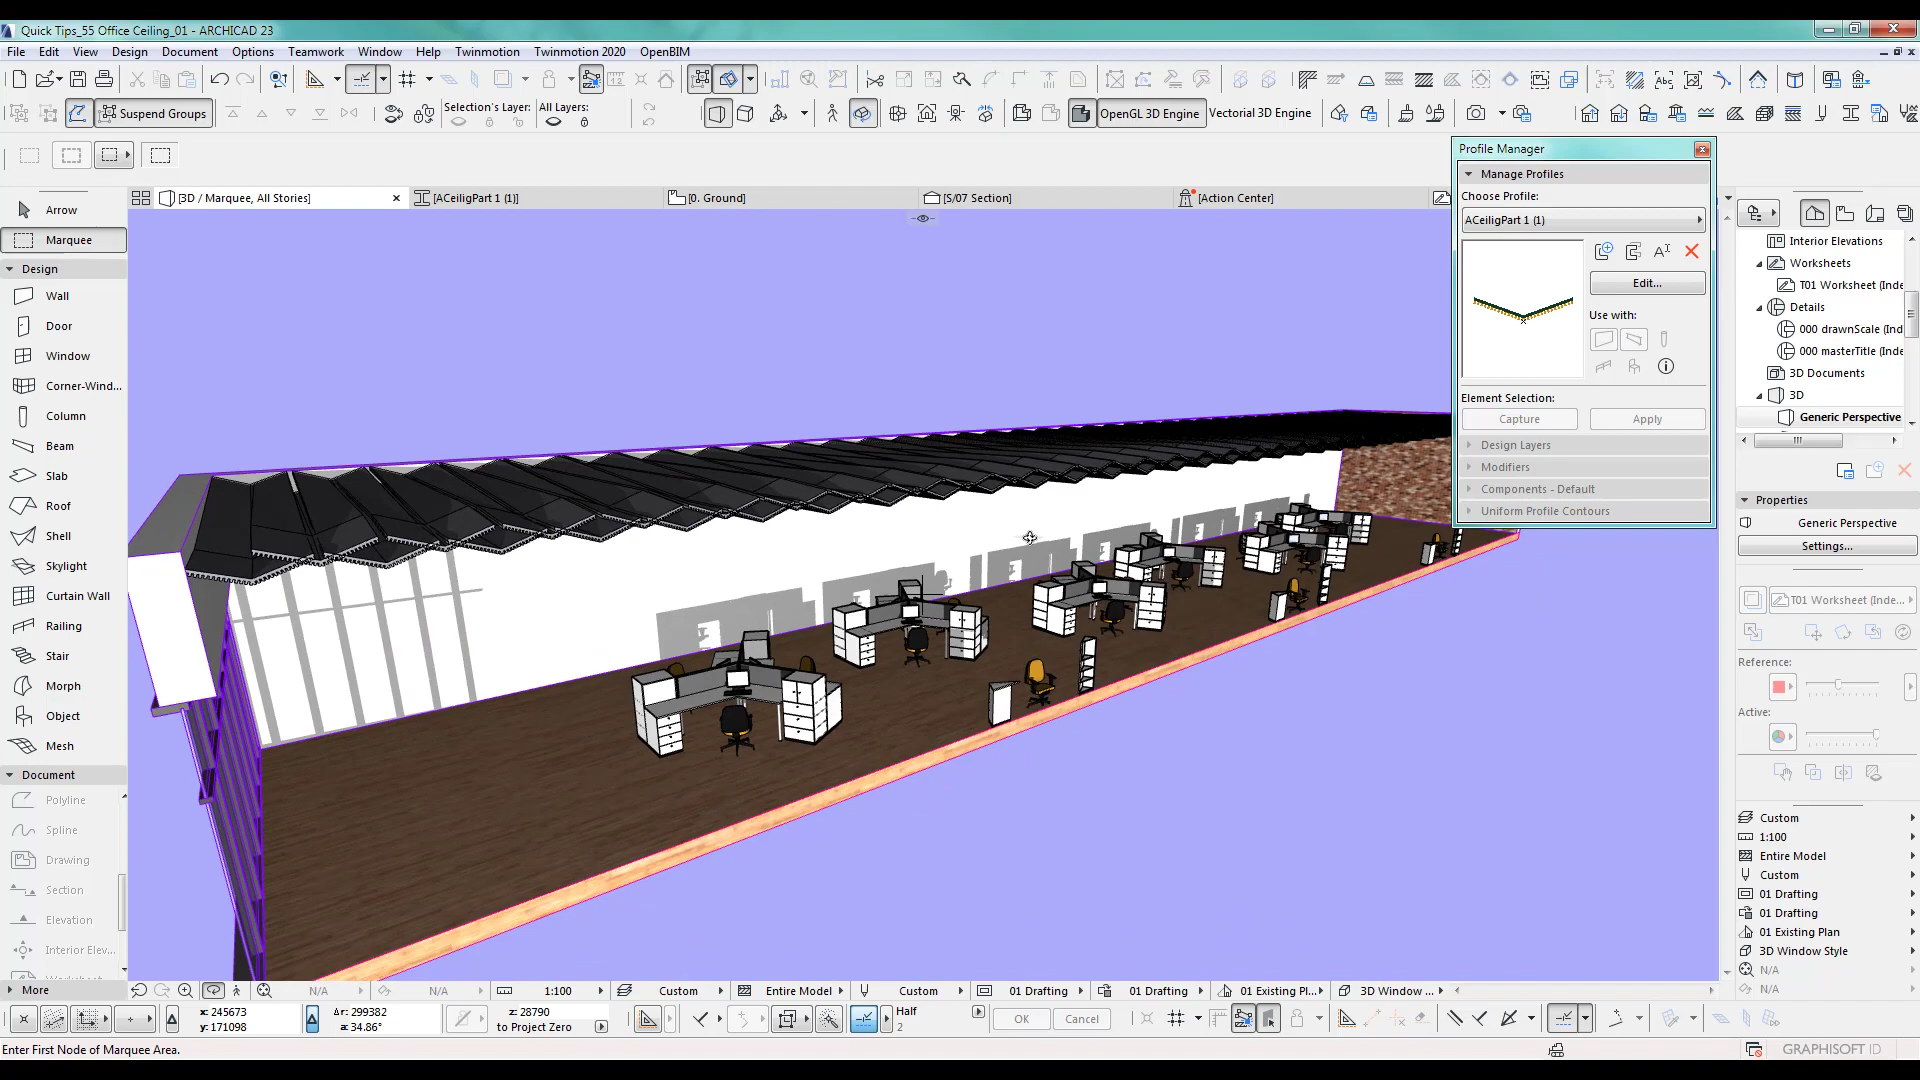 Quick Tips_55 Office Ceiling_01 - ARCHICAD 23
File Edit View Design Document Options Teamwork Twinmotion Twinmotion 2020 OpenBIM Window Help
Suspend Groups
Selection's Layer:
All Layers:
OpenGL 3D Engine
Vectorial 3D Engine
[3D / Marquee, All Stories]
[ACeiligPart 1 (1)]
[0. Ground]
[S/07 Section]
[Action Center]
Arrow
Marquee
Design
Wall
Door
Window
Corner-Wind...
Column
Beam
Slab
Roof
Shell
Skylight
Curtain Wall
Railing
Stair
Morph
Object
Mesh
Document
Polyline
Spline
Drawing
Section
Elevation
Interior Elev...
More
Profile Manager
Manage Profiles
Choose Profile:
ACeiligPart 1 (1)
Edit...
Use with:
Element Selection:
Capture
Apply
Design Layers
Modifiers
Components - Default
Uniform Profile Contours
Interior Elevations
Worksheets
T01 Worksheet (Inde
Details
000 drawnScale (Ind
000 masterTitle (Inde
3D Documents
3D
Generic Perspective
Properties
Generic Perspective
Settings...
T01 Worksheet (Inde...
Reference:
Active:
Custom
1:100
Entire Model
Custom
01 Drafting
01 Drafting
01 Existing Plan
3D Window Style
N/A
N/A
N/A
N/A
1:100
Custom
Entire Model
Custom
01 Drafting
01 Drafting
01 Existing Pl...
3D Window ...
x: 245673
y: 171098
Δr: 299382
a: 34.86°
z: 28790
to Project Zero
Half
2
OK
Cancel
Enter First Node of Marquee Area.
GRAPHISOFT ID